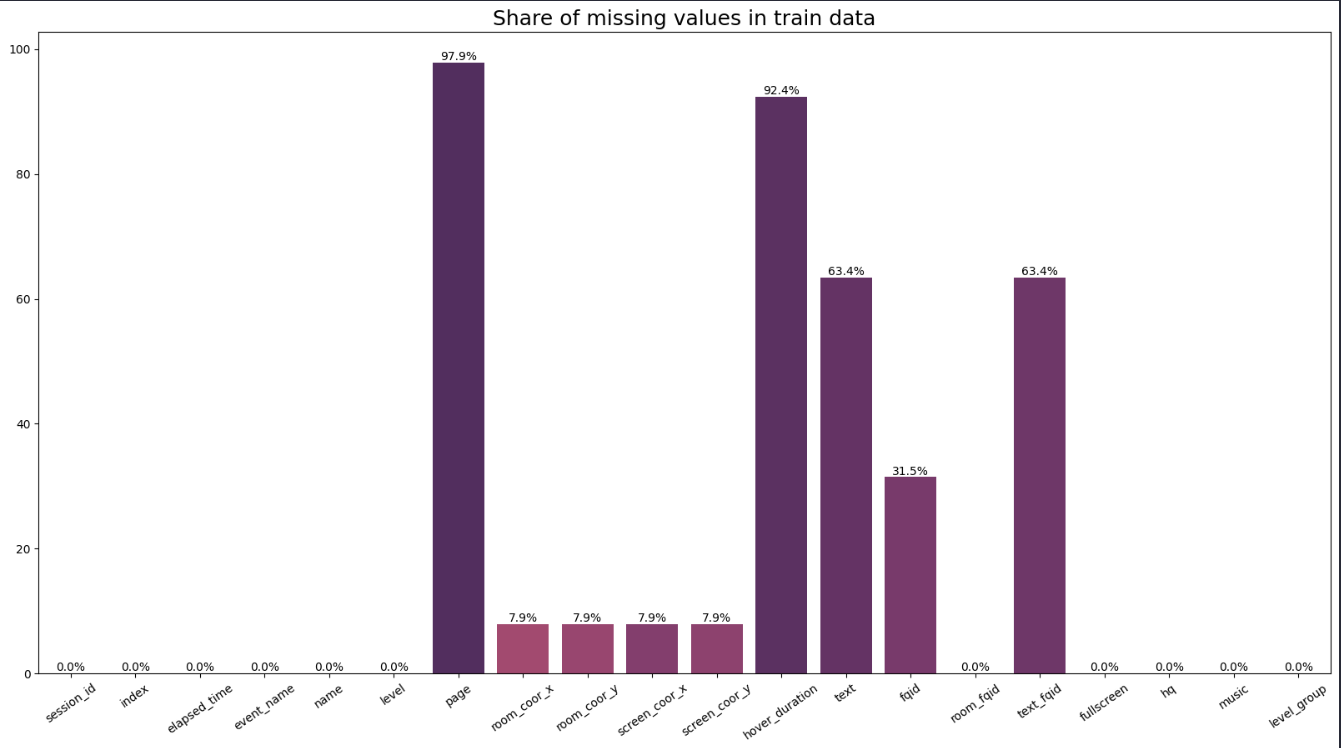 Share of missing values in train data
100
80
60
40
20
0
0.0% 0.0% 0.0% 0.0% 0.0% 0.0% 97.9% 7.9% 7.9% 7.9% 7.9% 92.4% 63.4% 31.5% 0.0% 63.4% 0.0% 0.0% 0.0% 0.0%
session_id index elapsed_time event_name name level page room_coor_x room_coor_y screen_coor_x screen_coor_y hover_duration text fqid room_fqid text_fqid fullscreen hq music level_group